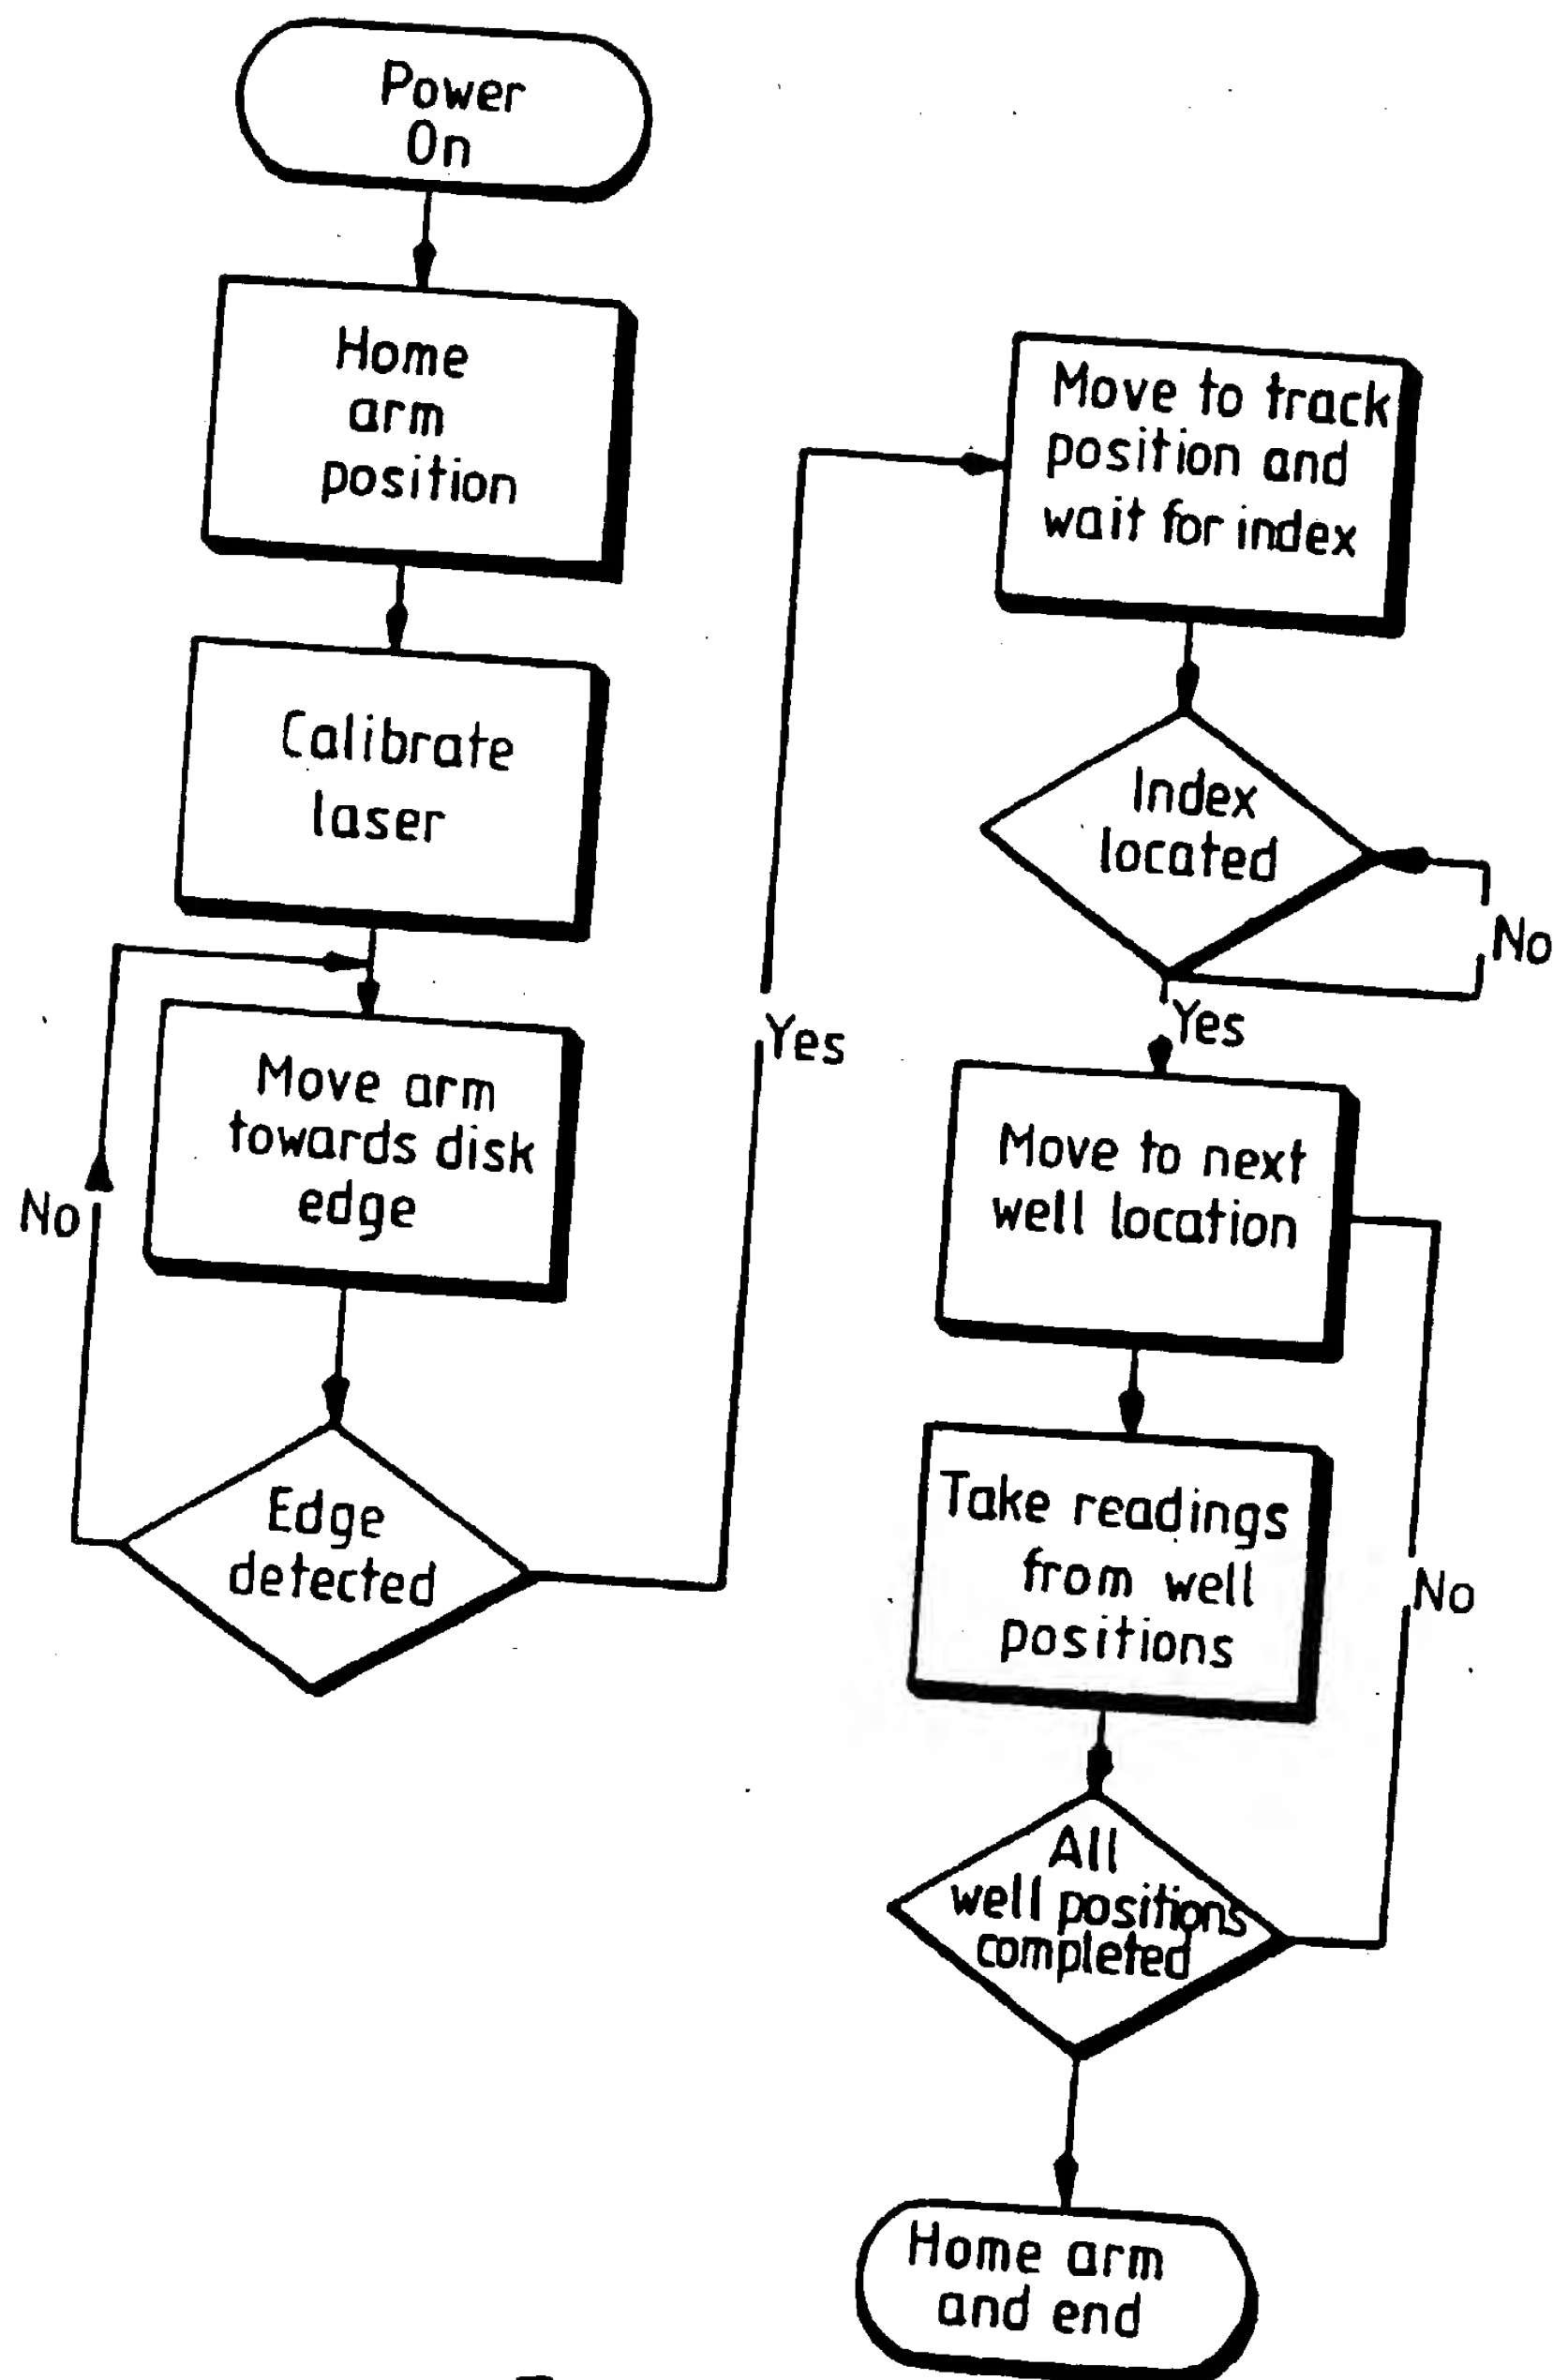 Power
On
Home
arm
position
Calibrate
laser
Move arm
towards disk
edge
No
Edge
detected
Yes
Move to track
position and
wait for index
Index
located
No
Yes
Move to next
well location
Take readings
from well
positions
No
All
well positions
completed
Home arm
and end